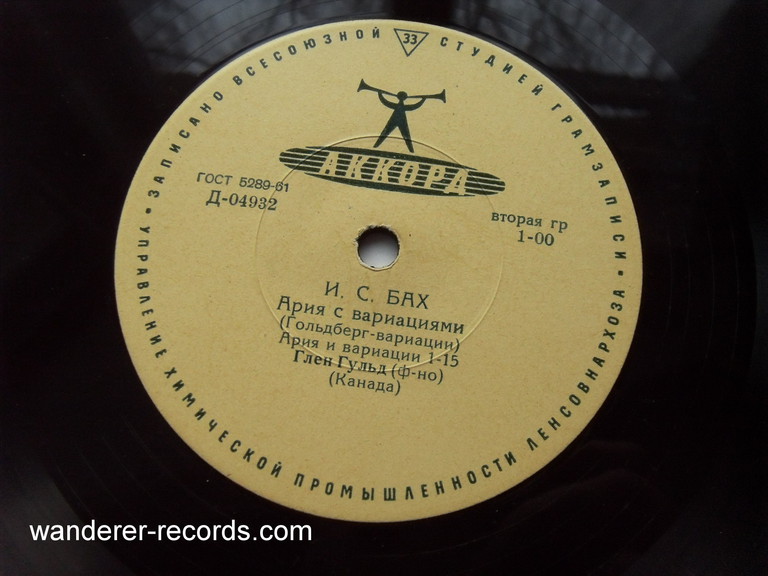 ЗАПИСАНО ВСЕСОЮЗНОЙ 33 СТУДИЕЙ ГРАМЗАПИСИ
• УПРАВЛЕНИЕ ХИМИЧЕСКОЙ ПРОМЫШЛЕННОСТИ ЛЕНСОВНАРХОЗА •
АККОРД
ГОСТ 5289-61
Д-04932
вторая гр
1-00
И. С. БАХ
Ария с вариациями
(Гольдберг-вариации)
Ария и вариации 1-15
Глен Гульд (ф-но)
(Канада)
wanderer-records.com